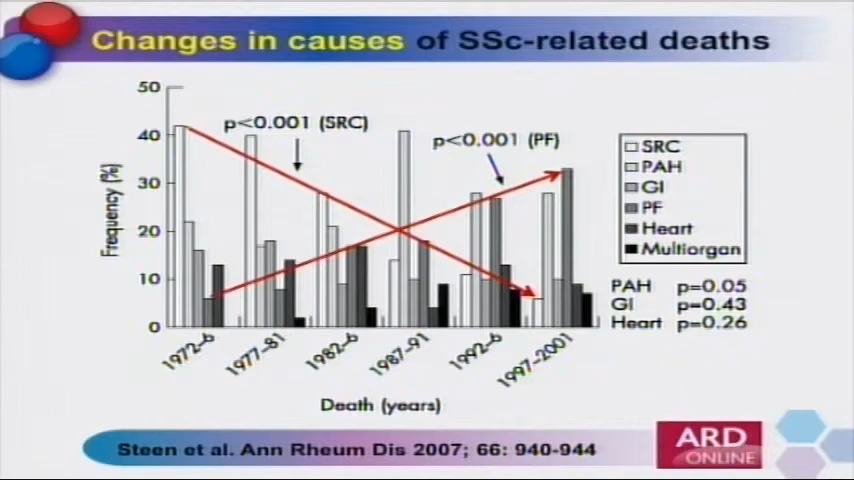 Changes in causes of SSc-related deaths
50
40
30
20
10
0
Frequency (%)
p<0.001 (SRC)
p<0.001 (PF)
SRC
PAH
GI
PF
Heart
Multiorgan
PAH p=0.05
GI p=0.43
Heart p=0.26
1972–6
1977–81
1982–6
1987–91
1992–6
1997–2001
Death (years)
Steen et al. Ann Rheum Dis 2007; 66: 940-944
ARD
ONLINE